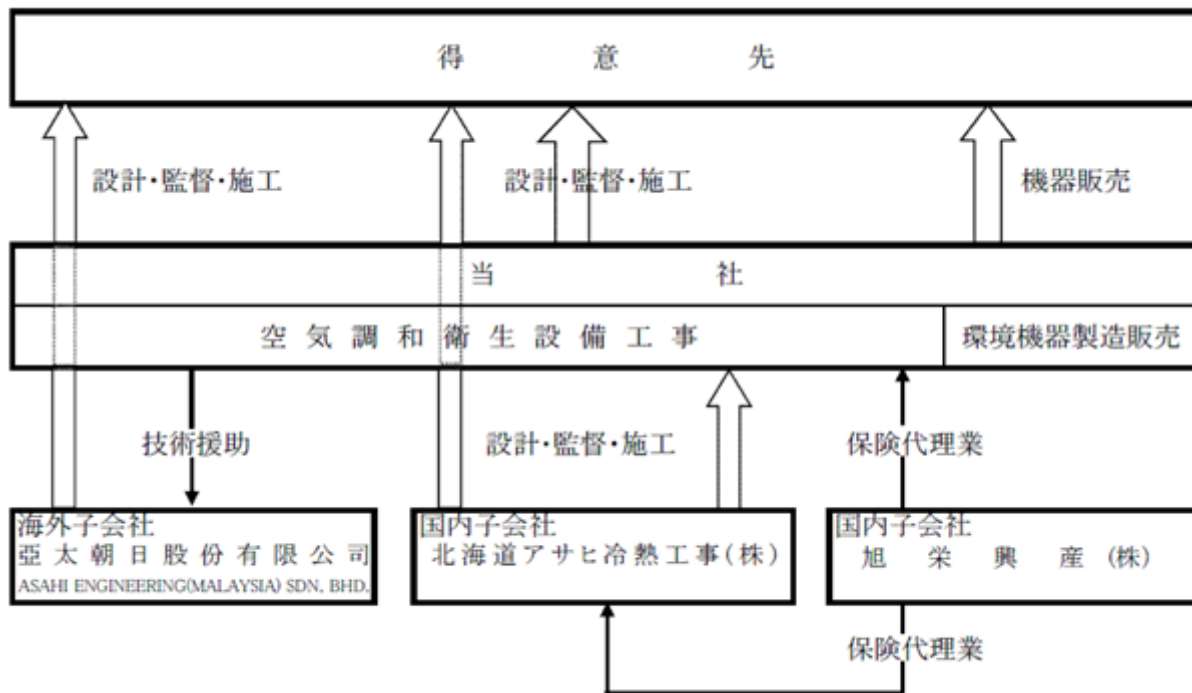 得意先
設計・監督・施工
設計・監督・施工
機器販売
当社
空気調和衛生設備工事
環境機器製造販売
技術援助
設計・監督・施工
保険代理業
海外子会社
亞太朝日股份有限公司
ASAHI ENGINEERING(MALAYSIA) SDN. BHD.
国内子会社
北海道アサヒ冷熱工事(株)
国内子会社
旭栄興産(株)
保険代理業